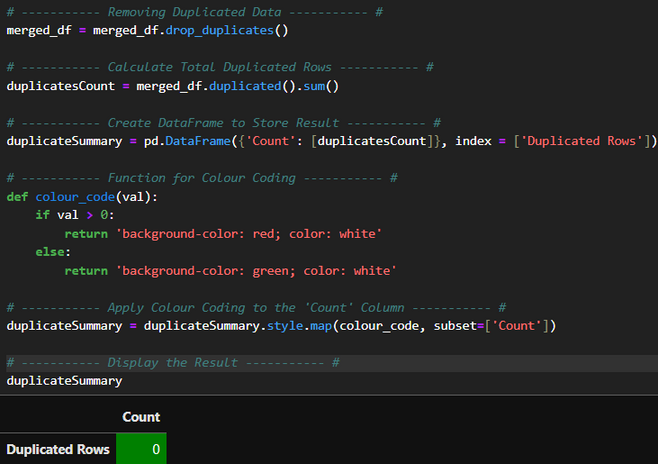 # ----------- Removing Duplicated Data ----------- #
merged_df = merged_df.drop_duplicates()
# ----------- Calculate Total Duplicated Rows ----------- #
duplicatesCount = merged_df.duplicated().sum()
# ----------- Create DataFrame to Store Result ----------- #
duplicateSummary = pd.DataFrame({'Count': [duplicatesCount]}, index = ['Duplicated Rows'])
# ----------- Function for Colour Coding ----------- #
def colour_code(val):
    if val > 0:
        return 'background-color: red; color: white'
    else:
        return 'background-color: green; color: white'
# ----------- Apply Colour Coding to the 'Count' Column ----------- #
duplicateSummary = duplicateSummary.style.map(colour_code, subset=['Count'])
# ----------- Display the Result ----------- #
duplicateSummary
Count
Duplicated Rows 0